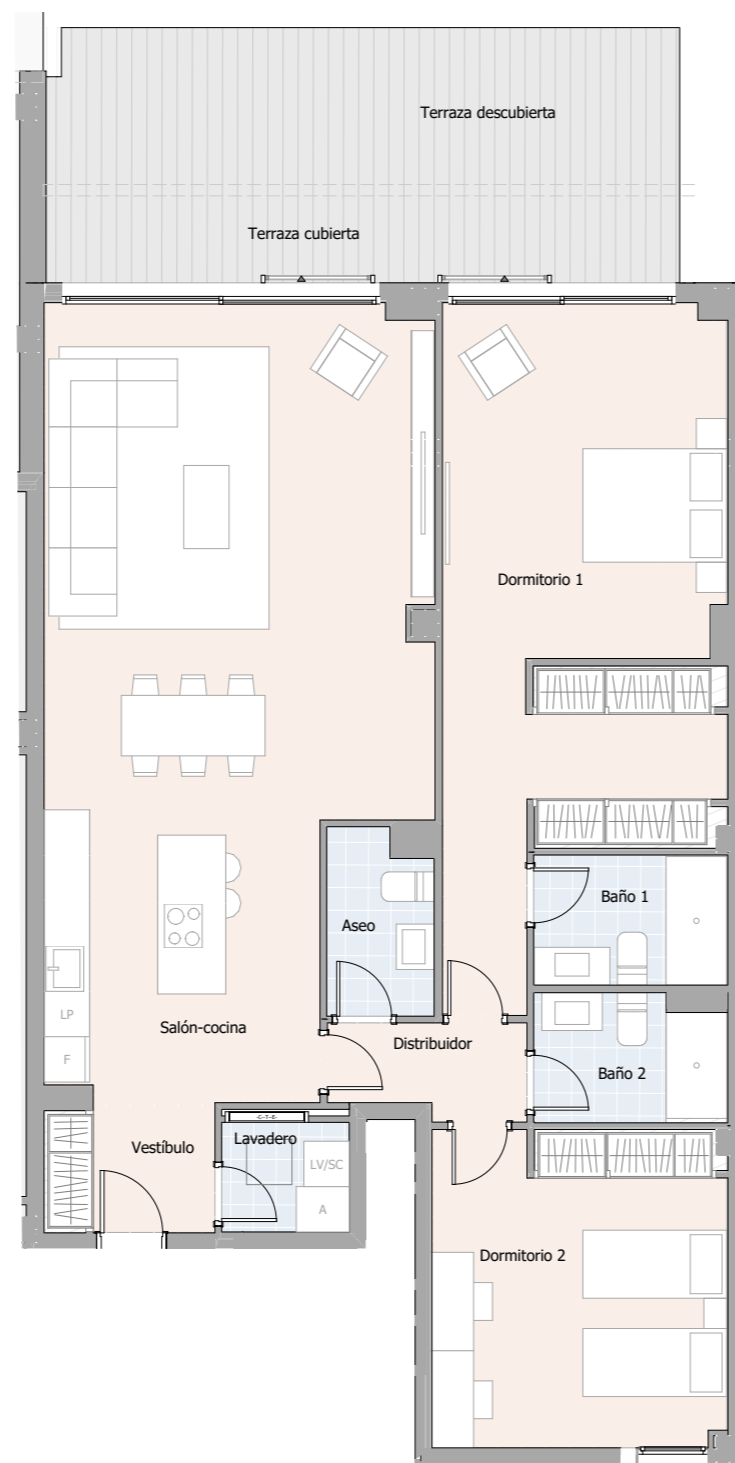 Terraza descubierta
Terraza cubierta
Dormitorio 1
Baño 1
Aseo
LP
Salón-cocina
Distribuidor
F
Baño 2
-C-T-E-
Vestíbulo
Lavadero
LV/SC
A
Dormitorio 2